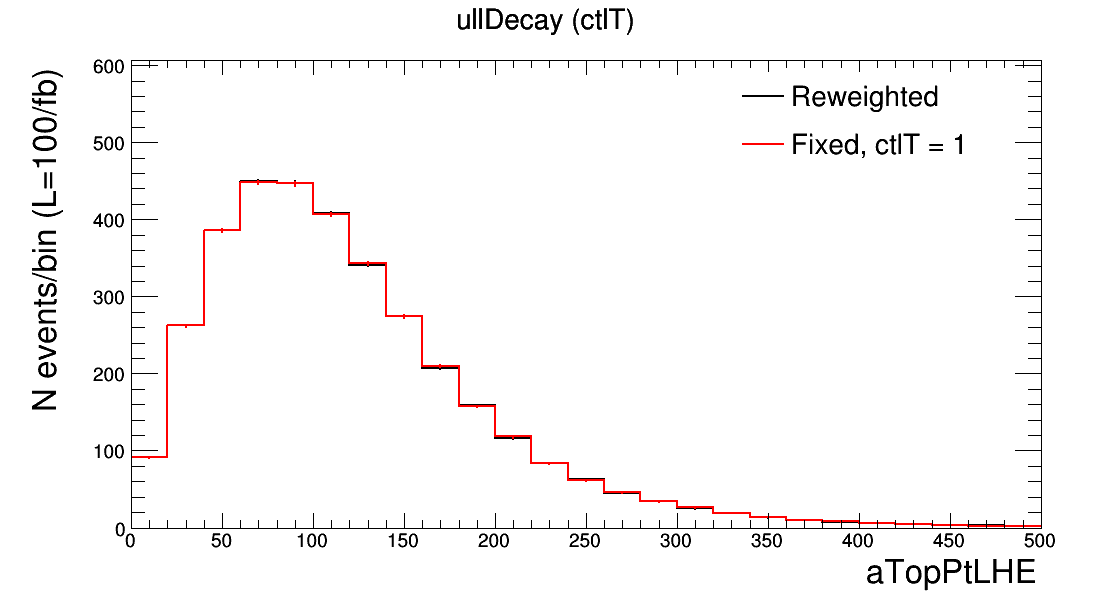 ullDecay (ctlT)
N events/bin (L=100/fb)
600
500
400
300
200
100
0
Reweighted
Fixed, ctlT = 1
0 50 100 150 200 250 300 350 400 450 500
aTopPtLHE